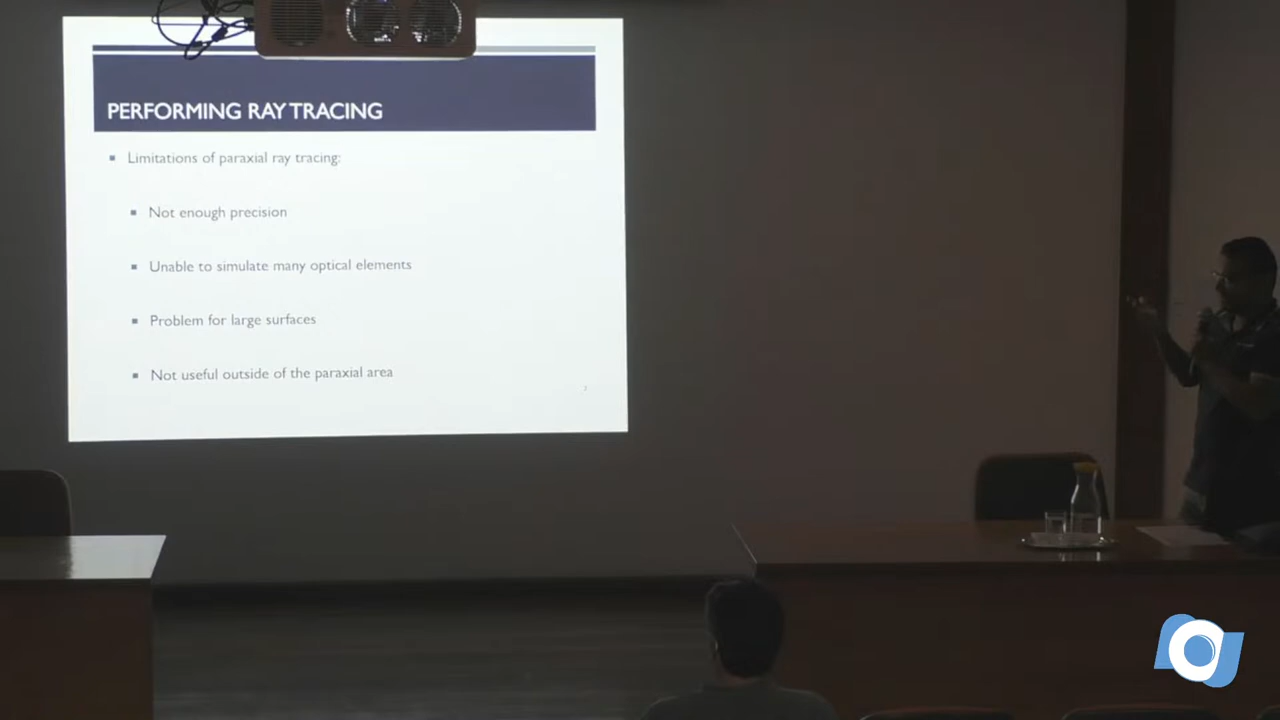 PERFORMING RAY TRACING
Limitations of paraxial ray tracing:
Not enough precision
Unable to simulate many optical elements
Problem for large surfaces
Not useful outside of the paraxial area